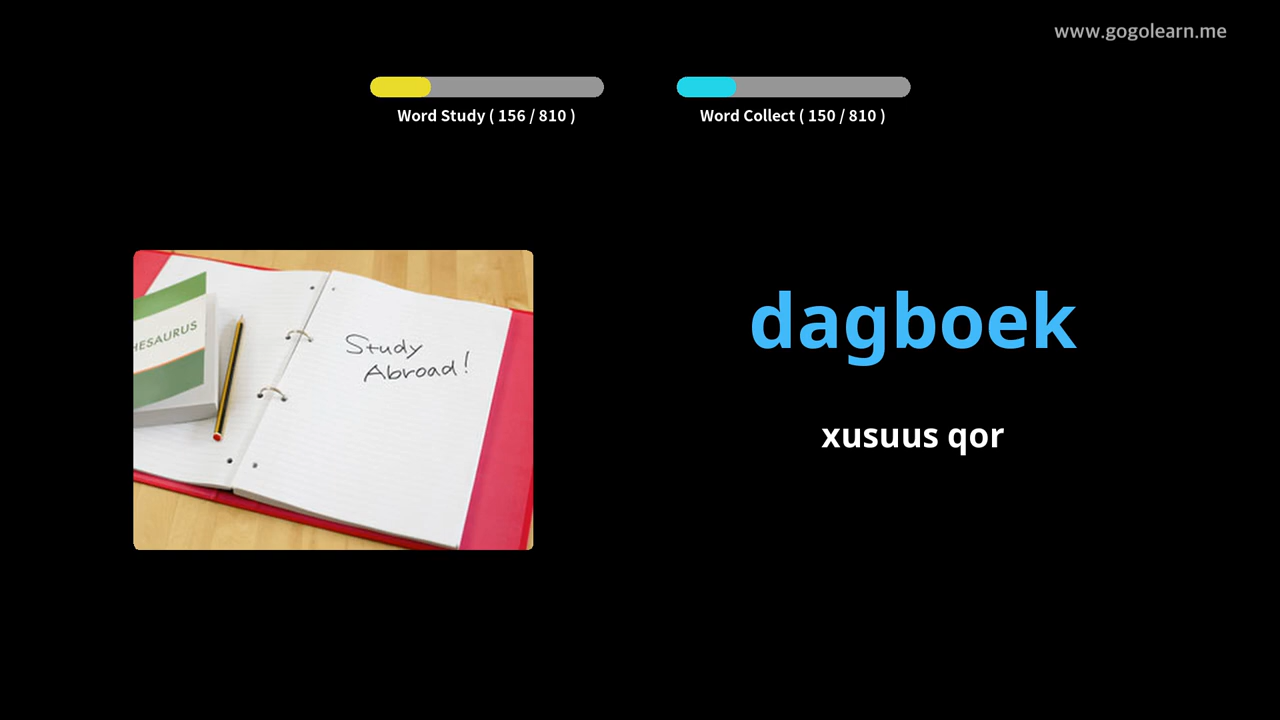 www.gogolearn.me
Word Study ( 156 / 810 )
Word Collect ( 150 / 810 )
HESAURUS
Study
Abroad!
dagboek
xusuus qor